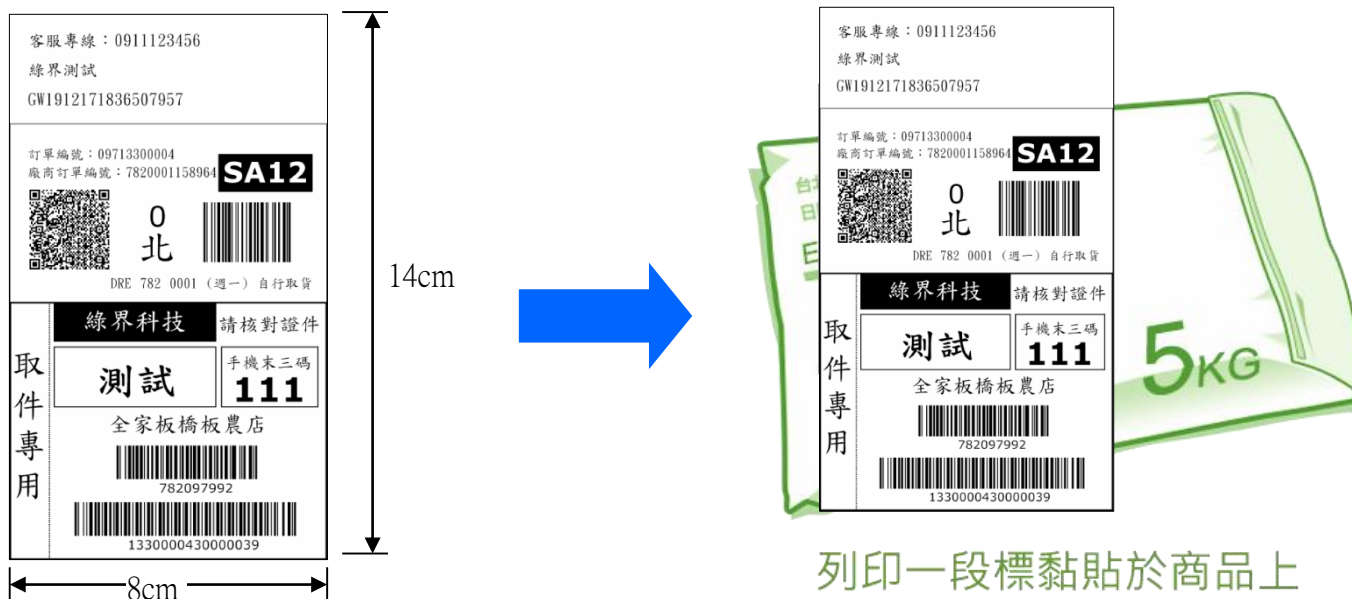 客服專線：0911123456
綠界測試
GW1912171836507957
訂單編號：09713300004
廠商訂單編號：7820001158964
SA12
0
北
DRE 782 0001 (週一) 自行取貨
綠界科技
請核對證件
取件專用
測試
手機末三碼
111
全家板橋板農店
782097992
1330000430000039
14cm
8cm
客服專線：0911123456
綠界測試
GW1912171836507957
訂單編號：09713300004
廠商訂單編號：7820001158964
SA12
0
北
DRE 782 0001 (週一) 自行取貨
綠界科技
請核對證件
取件專用
測試
手機末三碼
111
全家板橋板農店
782097992
1330000430000039
5KG
列印一段標黏貼於商品上